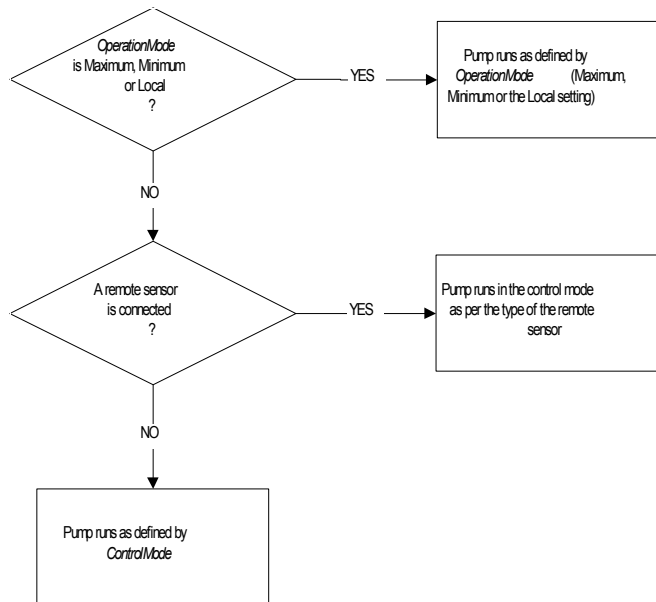 OperationMode
is Maximum, Minimum
or Local
?
YES
Pump runs as defined by
OperationMode (Maximum,
Minimum or the Local setting)
NO
A remote sensor
is connected
?
YES
Pump runs in the control mode
as per the type of the remote
sensor
NO
Pump runs as defined by
ControlMode